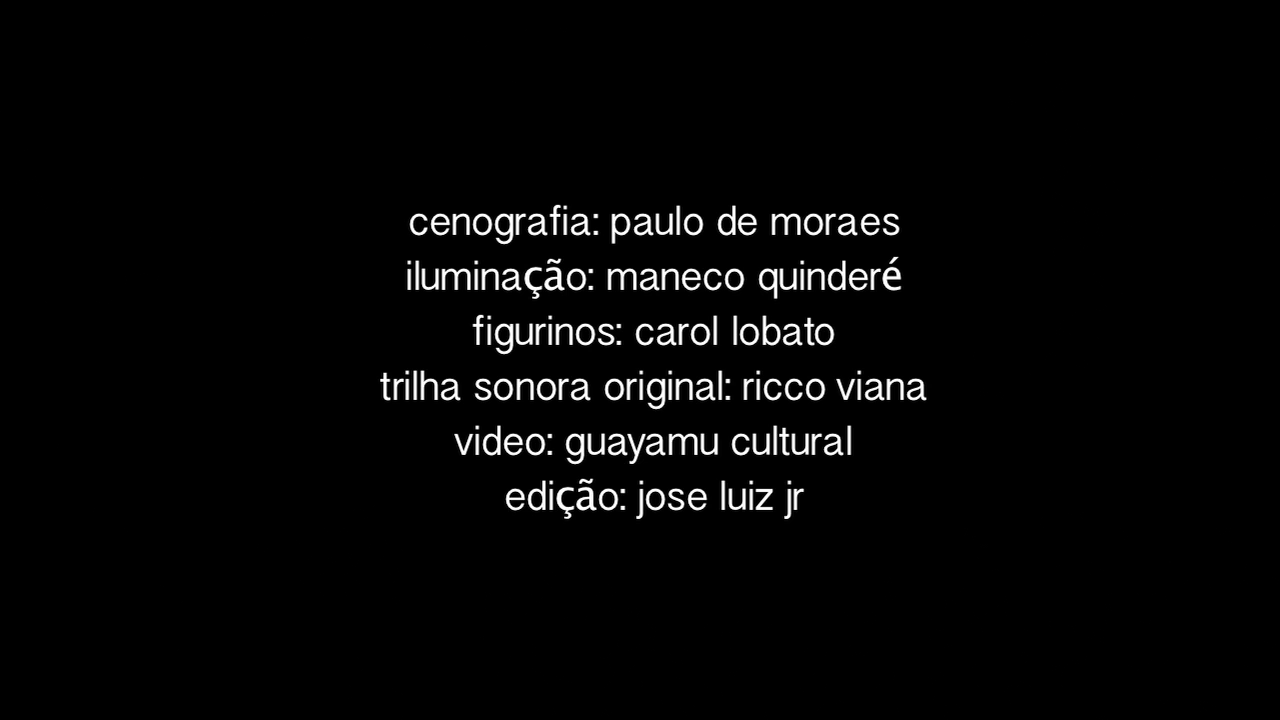 cenografia: paulo de moraes
iluminação: maneco quinderé
figurinos: carol lobato
trilha sonora original: ricco viana
video: guayamu cultural
edição: jose luiz jr